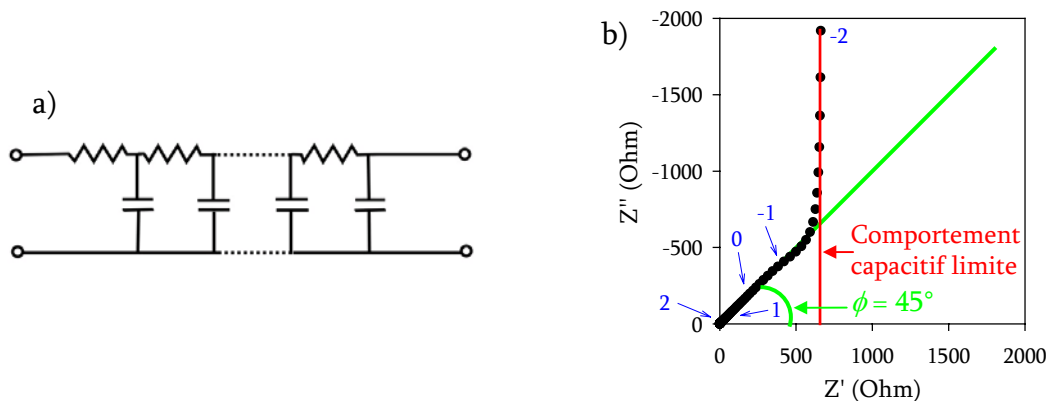 a)
b)
-2000
-1500
-1000
-500
0
Z" (Ohm)
-2
-1
0
1
2
Comportement
capacitif limite
ϕ = 45°
0 500 1000 1500 2000
Z' (Ohm)